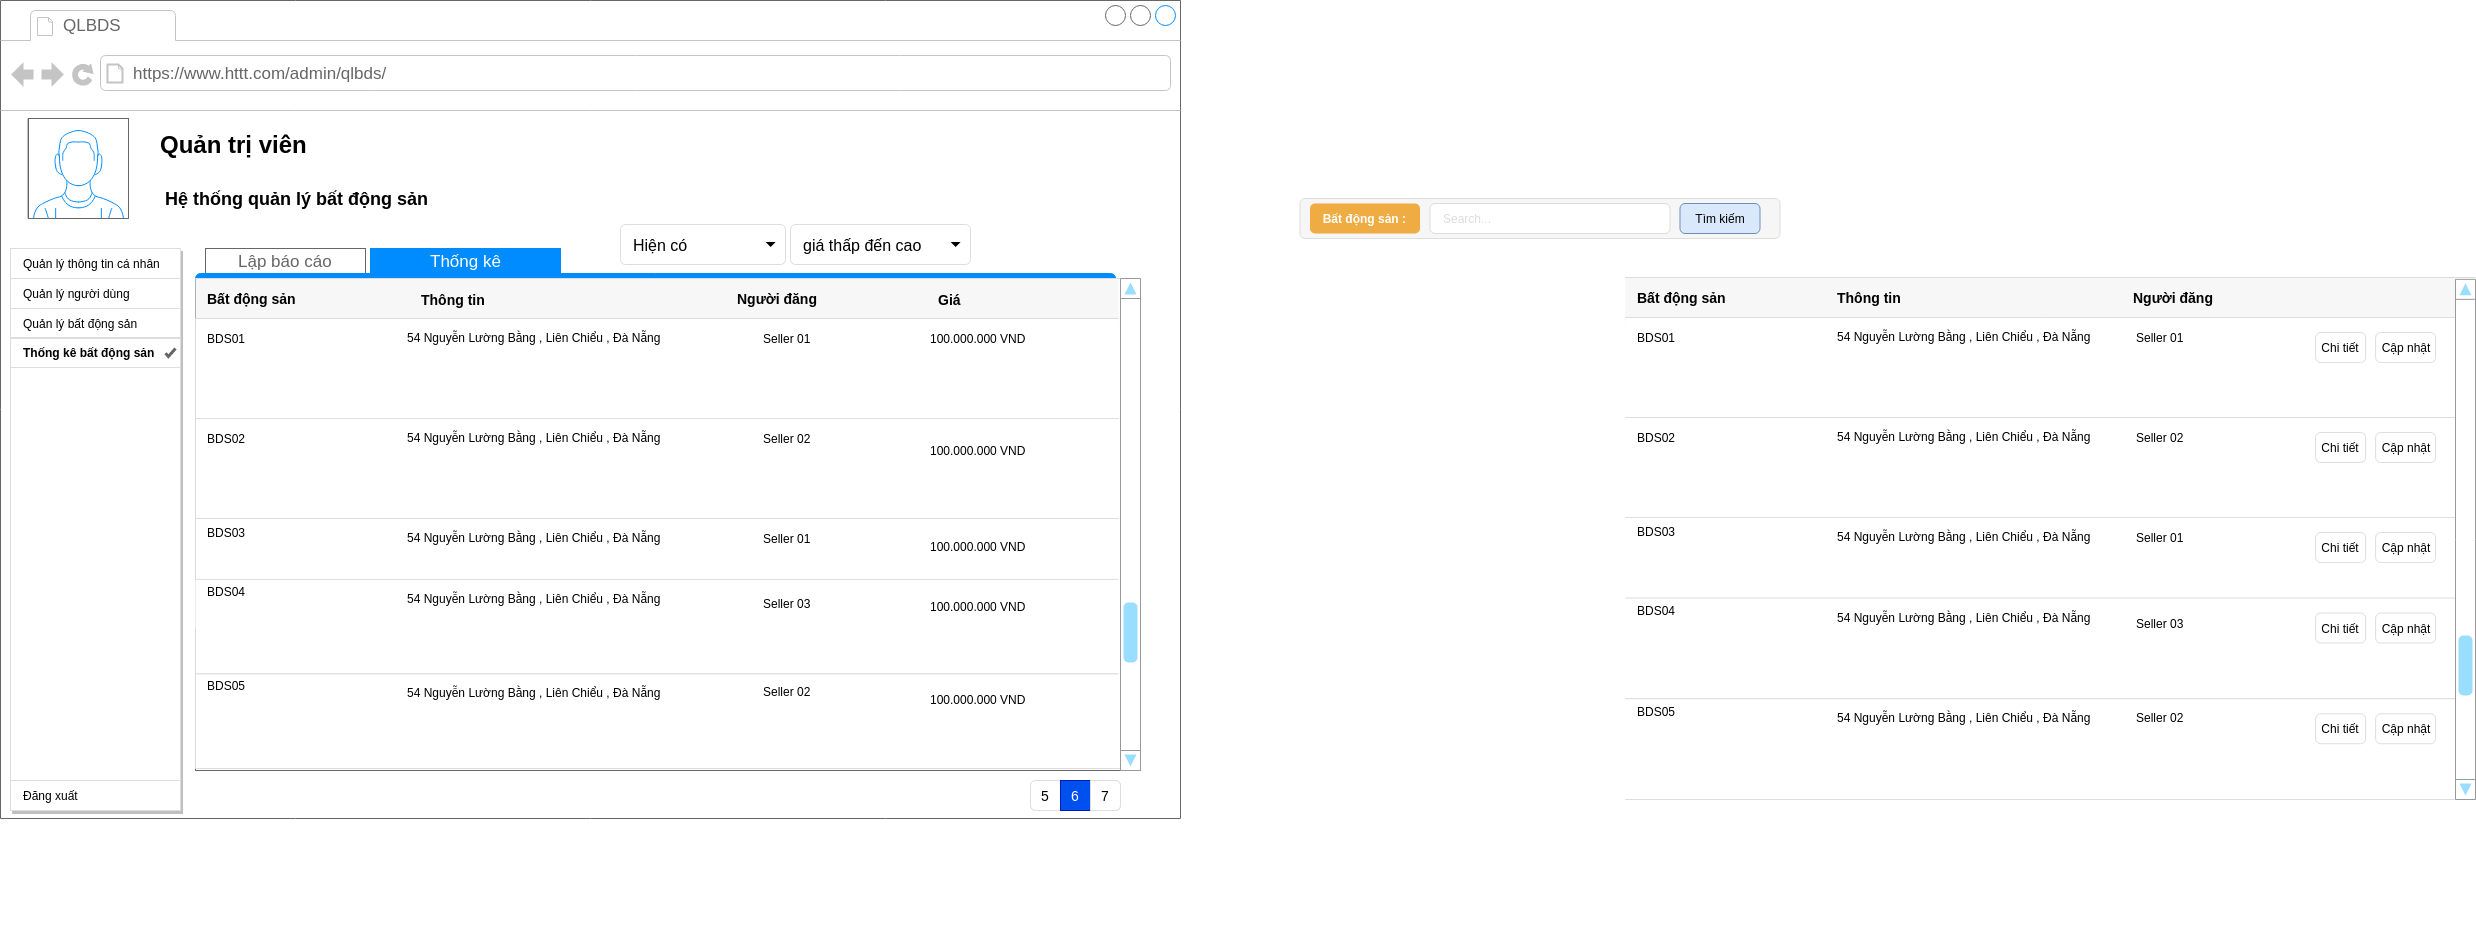 QLBDS
https://www.httt.com/admin/qlbds/
Quản trị viên
Hệ thống quản lý bất động sản
Hiện có
giá thấp đến cao
Lập báo cáo
Thống kê
Quản lý thông tin cá nhân
Quản lý người dùng
Quản lý bất động sản
Thống kê bất động sản
Đăng xuất
Bất động sản Thông tin Người đăng Giá
BDS01 54 Nguyễn Lường Bằng , Liên Chiểu , Đà Nẵng Seller 01 100.000.000 VND
BDS02 54 Nguyễn Lường Bằng , Liên Chiểu , Đà Nẵng Seller 02 100.000.000 VND
BDS03 54 Nguyễn Lường Bằng , Liên Chiểu , Đà Nẵng Seller 01 100.000.000 VND
BDS04 54 Nguyễn Lường Bằng , Liên Chiểu , Đà Nẵng Seller 03 100.000.000 VND
BDS05 54 Nguyễn Lường Bằng , Liên Chiểu , Đà Nẵng Seller 02 100.000.000 VND
5 6 7
Bất động sản : Search... Tìm kiếm
Bất động sản Thông tin Người đăng
BDS01 54 Nguyễn Lường Bằng , Liên Chiểu , Đà Nẵng Seller 01 Chi tiết Cập nhật
BDS02 54 Nguyễn Lường Bằng , Liên Chiểu , Đà Nẵng Seller 02 Chi tiết Cập nhật
BDS03 54 Nguyễn Lường Bằng , Liên Chiểu , Đà Nẵng Seller 01 Chi tiết Cập nhật
BDS04 54 Nguyễn Lường Bằng , Liên Chiểu , Đà Nẵng Seller 03 Chi tiết Cập nhật
BDS05 54 Nguyễn Lường Bằng , Liên Chiểu , Đà Nẵng Seller 02 Chi tiết Cập nhật